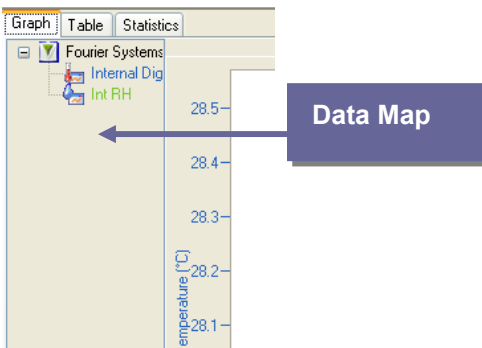 Graph Table Statistics
Fourier Systems
Internal Dig
Int RH
Data Map
28.5
28.4
28.3
28.2
28.1
emperature (°C)